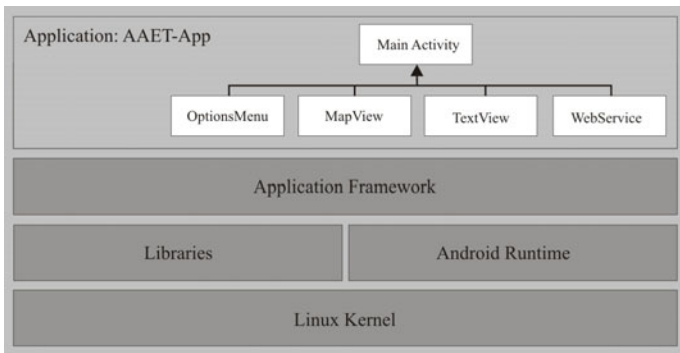 Application: AAET-App
Main Activity
OptionsMenu MapView TextView WebService
Application Framework
Libraries Android Runtime
Linux Kernel